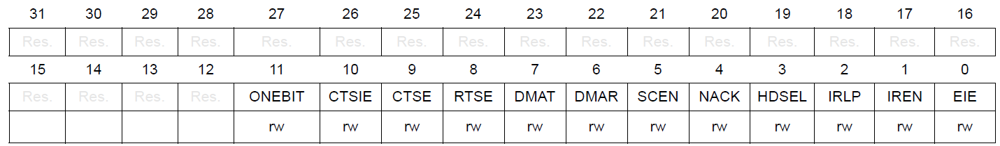 31 30 29 28 27 26 25 24 23 22 21 20 19 18 17 16
Res. Res. Res. Res. Res. Res. Res. Res. Res. Res. Res. Res. Res. Res. Res. Res.
15 14 13 12 11 10 9 8 7 6 5 4 3 2 1 0
Res. Res. Res. Res. ONEBIT CTSIE CTSE RTSE DMAT DMAR SCEN NACK HDSEL IRLP IREN EIE
rw rw rw rw rw rw rw rw rw rw rw rw